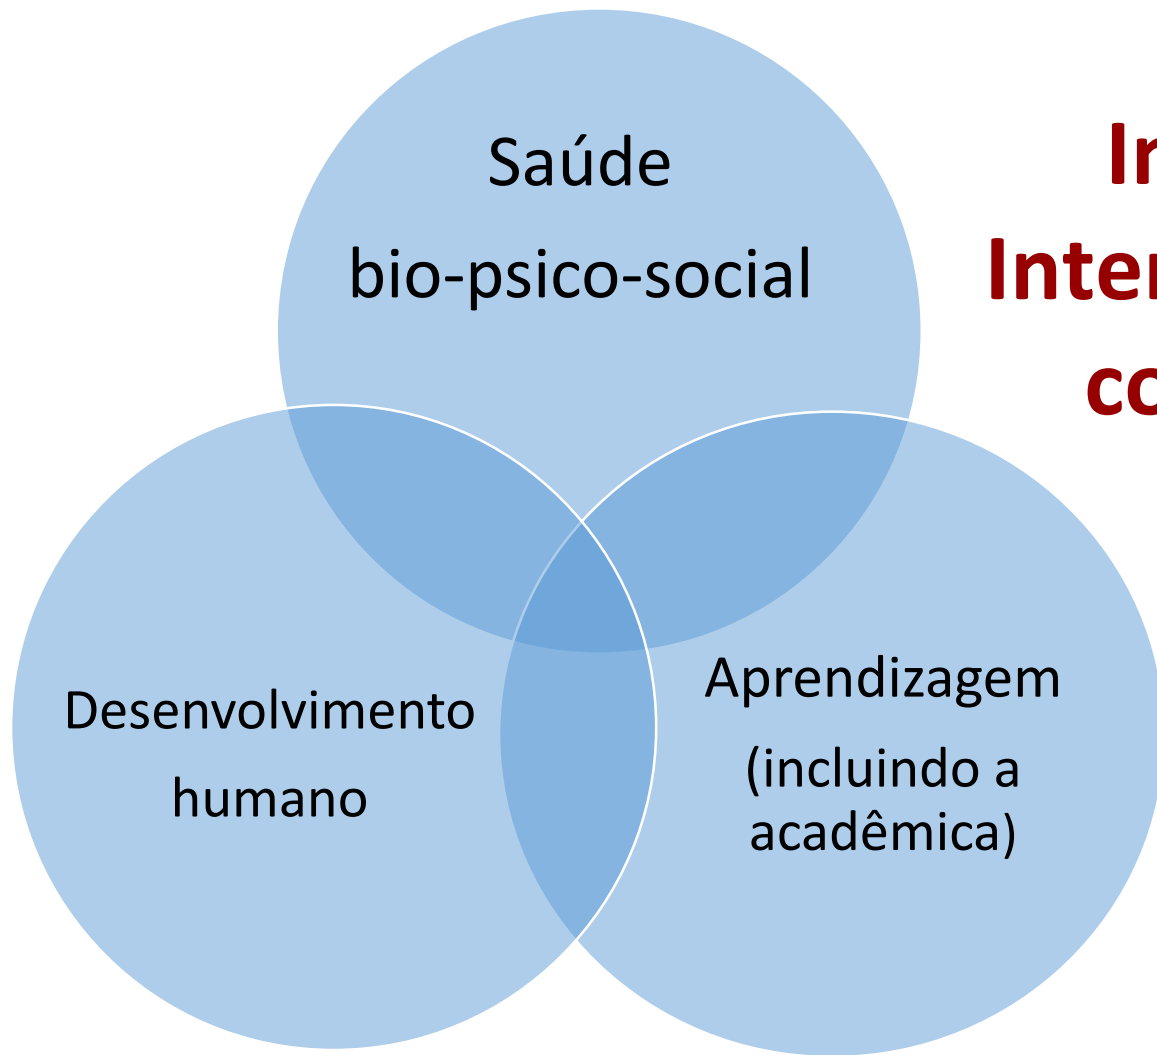 Saúde
bio-psico-social
Desenvolvimento
humano
Aprendizagem
(incluindo a
acadêmica)